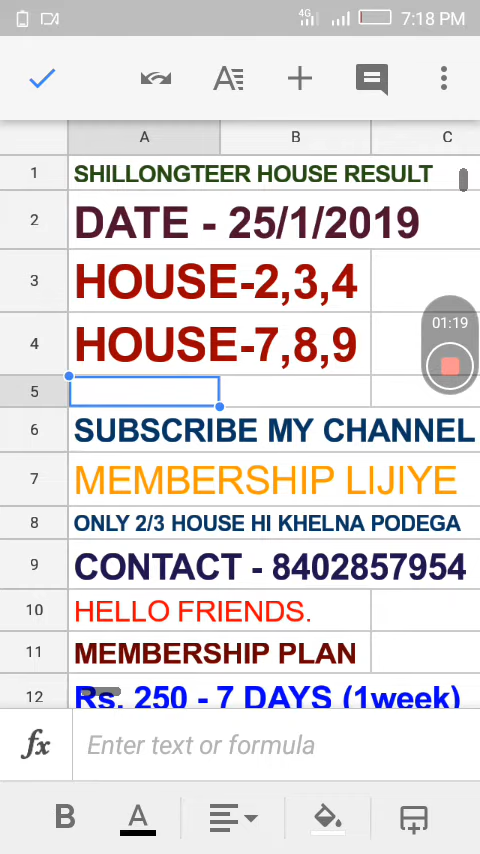 4G 7:18 PM
A B C
1 SHILLONGTEER HOUSE RESULT
2 DATE - 25/1/2019
3 HOUSE-2,3,4
01:19
4 HOUSE-7,8,9
5
6 SUBSCRIBE MY CHANNEL
7 MEMBERSHIP LIJIYE
8 ONLY 2/3 HOUSE HI KHELNA PODEGA
9 CONTACT - 8402857954
10 HELLO FRIENDS.
11 MEMBERSHIP PLAN
12 Rs. 250 - 7 DAYS (1week)
fx Enter text or formula
B A